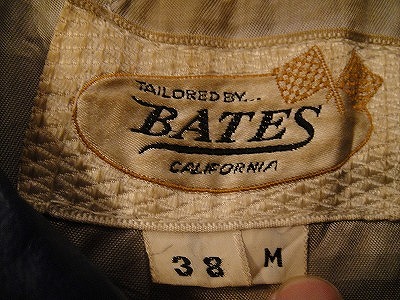 TAILORED BY...
BATES
CALIFORNIA
38 M